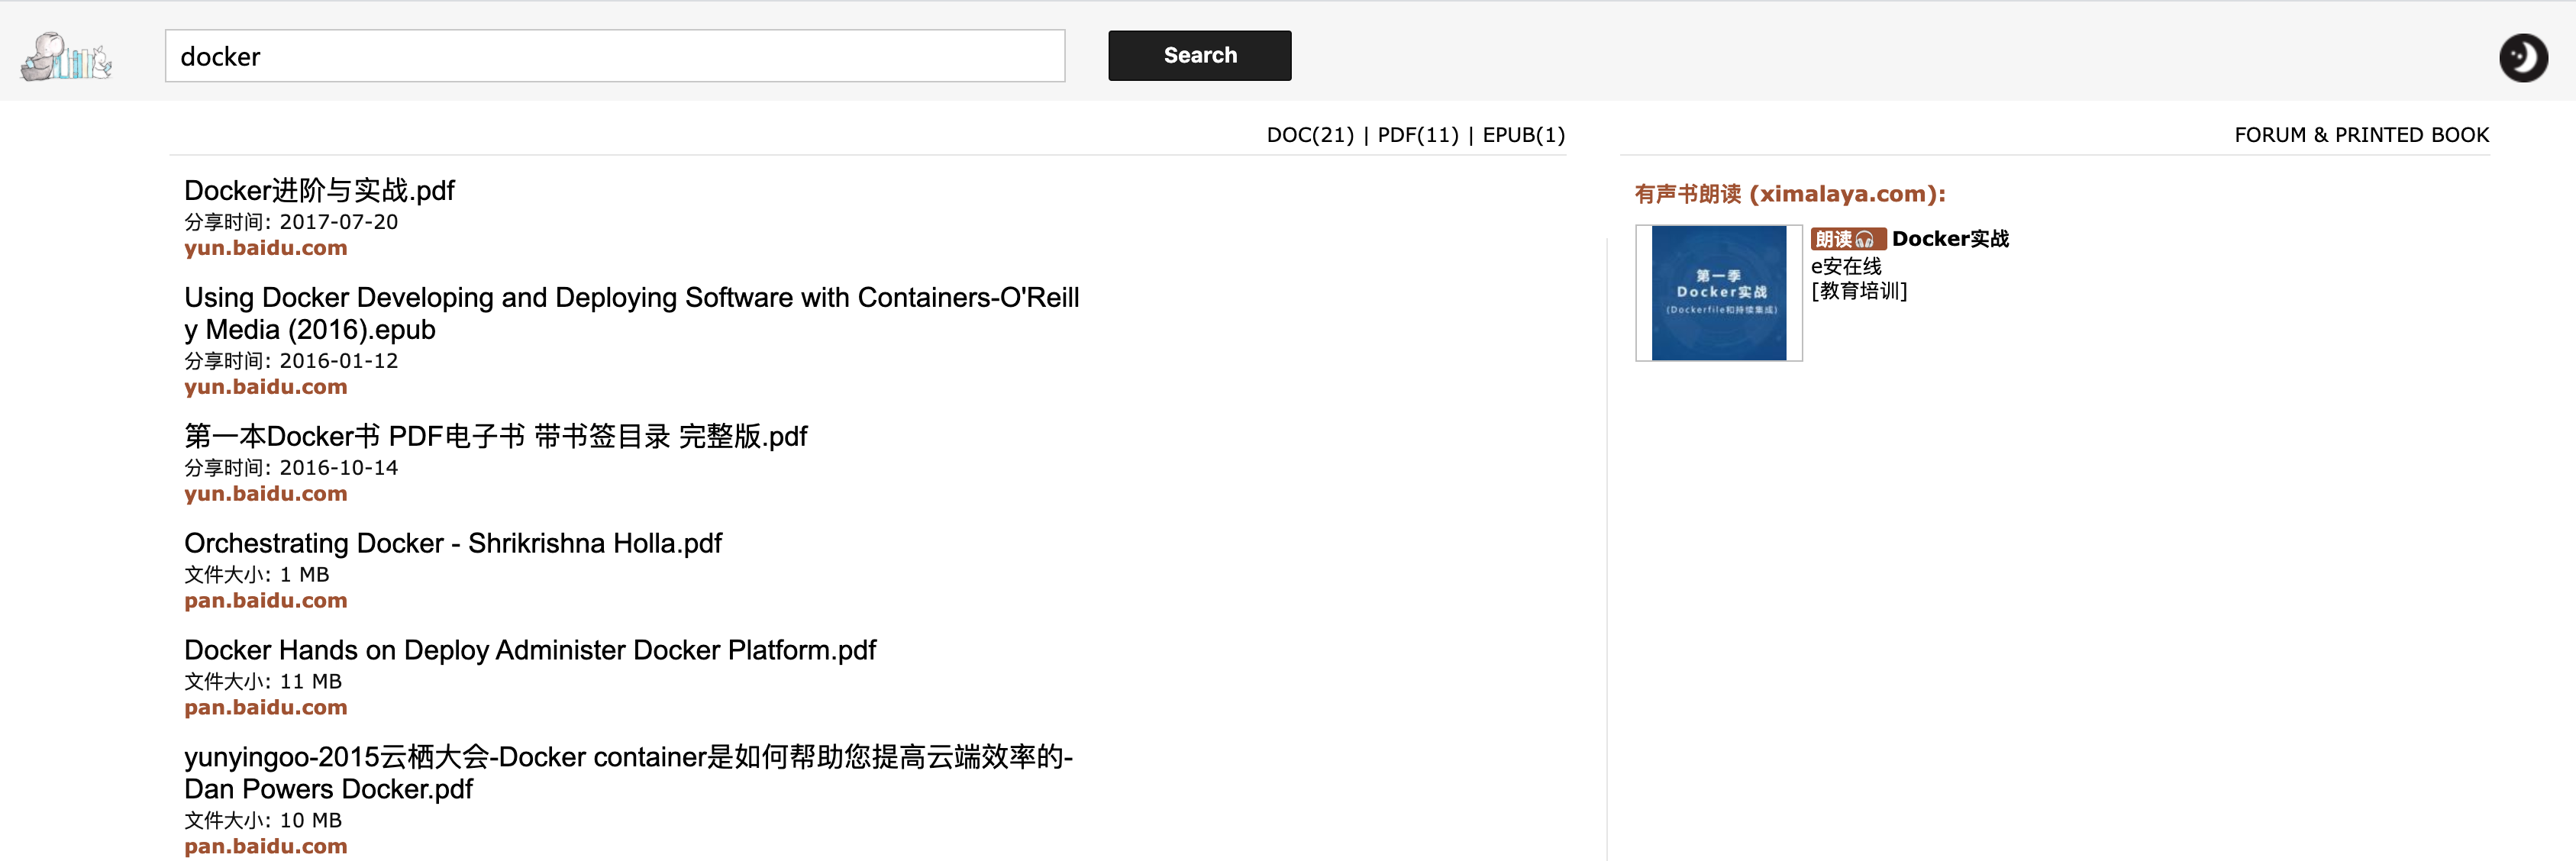 docker
Search
DOC(21) | PDF(11) | EPUB(1)
Docker进阶与实战.pdf
分享时间: 2017-07-20
yun.baidu.com
Using Docker Developing and Deploying Software with Containers-O'Reill
y Media (2016).epub
分享时间: 2016-01-12
yun.baidu.com
第一本Docker书 PDF电子书 带书签目录 完整版.pdf
分享时间: 2016-10-14
yun.baidu.com
Orchestrating Docker - Shrikrishna Holla.pdf
文件大小: 1 MB
pan.baidu.com
Docker Hands on Deploy Administer Docker Platform.pdf
文件大小: 11 MB
pan.baidu.com
yunyingoo-2015云栖大会-Docker container是如何帮助您提高云端效率的-
Dan Powers Docker.pdf
文件大小: 10 MB
pan.baidu.com
FORUM & PRINTED BOOK
有声书朗读 (ximalaya.com):
第一季
Docker实战
(Dockerfile和持续集成)
朗读 Docker实战
e安在线
[教育培训]